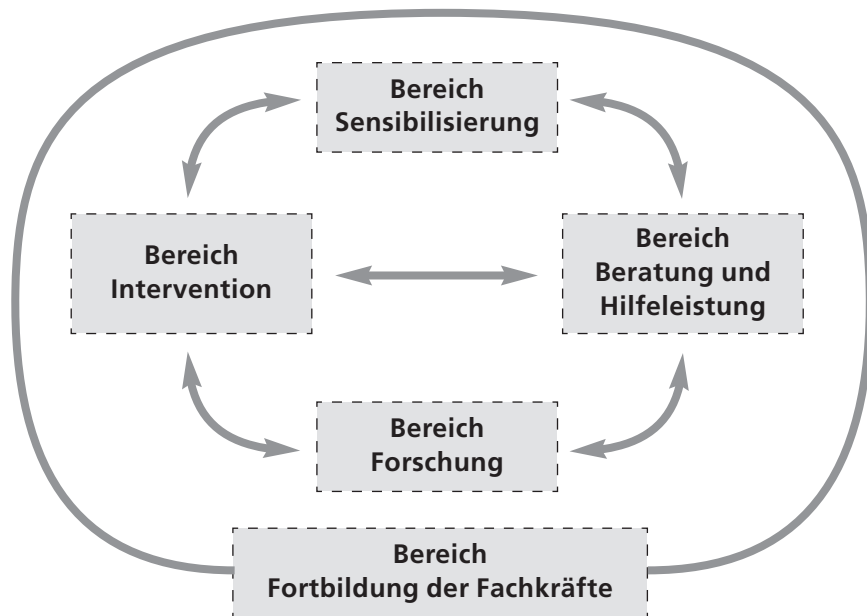 Bereich
Sensibilisierung
Bereich
Intervention
Bereich
Beratung und
Hilfeleistung
Bereich
Forschung
Bereich
Fortbildung der Fachkräfte